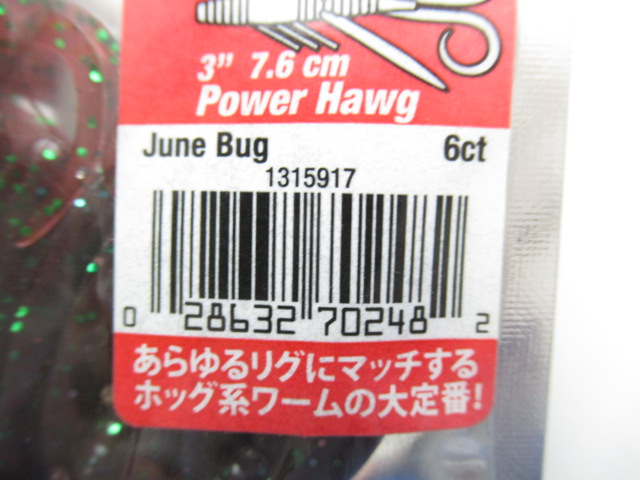 3" 7.6 cm
Power Hawg
June Bug 6ct
1315917
0 28632 70248 2
あらゆるリグにマッチする
ホッグ系ワームの大定番!